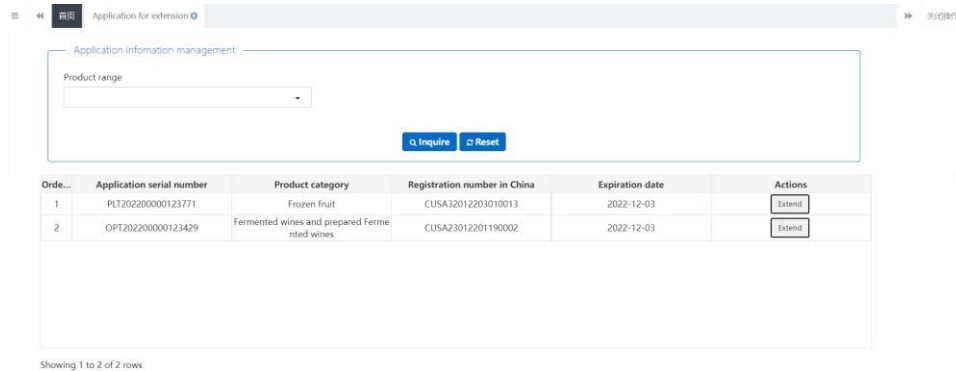 首页 Application for extension 关闭操作
Application infomation management
Product range
Inquire Reset
Orde... Application serial number Product category Registration number in China Expiration date Actions
1 PLT202200000123771 Frozen fruit CUSA32012203010013 2022-12-03 Extend
2 OPT202200000123429 Fermented wines and prepared Ferme
nted wines CUSA23012201190002 2022-12-03 Extend
Showing 1 to 2 of 2 rows